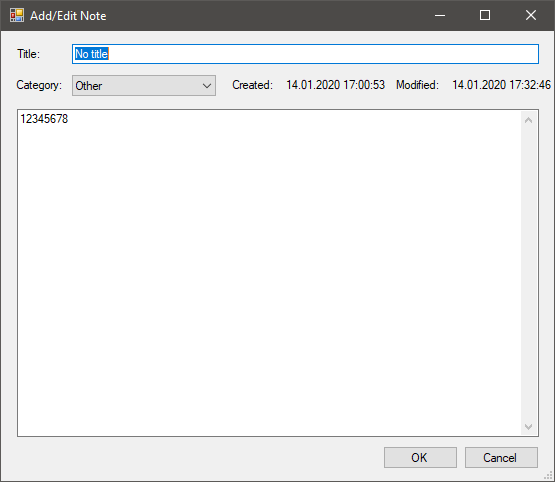 Add/Edit Note
Title: No title
Category: Other Created: 14.01.2020 17:00:53 Modified: 14.01.2020 17:32:46
12345678
OK Cancel